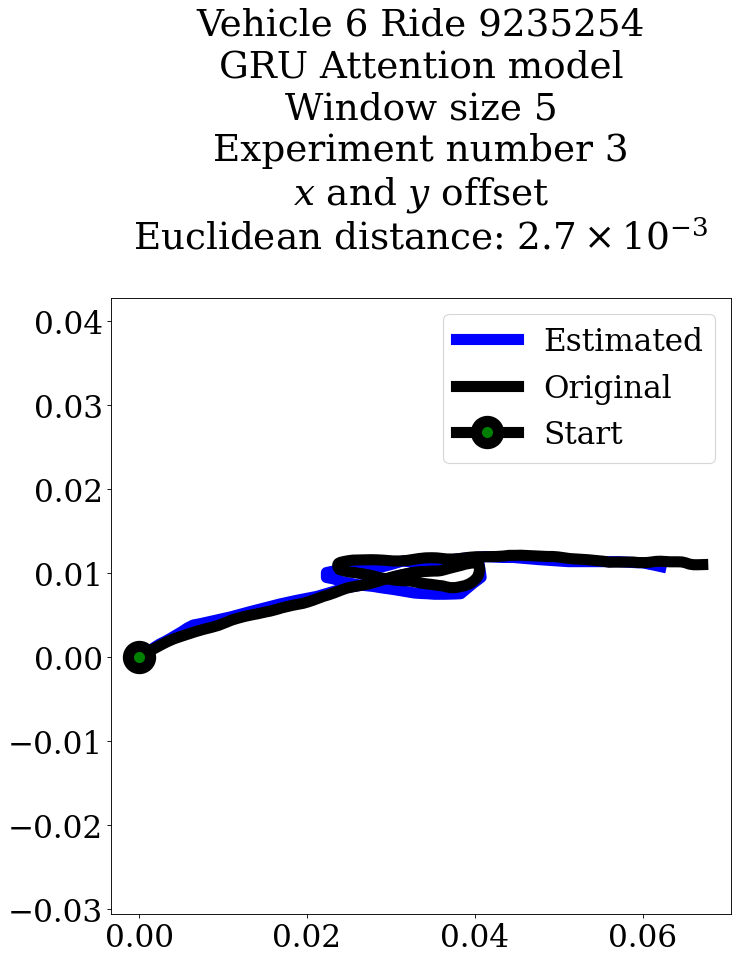 Vehicle 6 Ride 9235254
GRU Attention model
Window size 5
Experiment number 3
x and y offset
Euclidean distance: 2.7 × 10⁻³
0.04
0.03
0.02
0.01
0.00
−0.01
−0.02
−0.03
Estimated
Original
Start
0.00 0.02 0.04 0.06